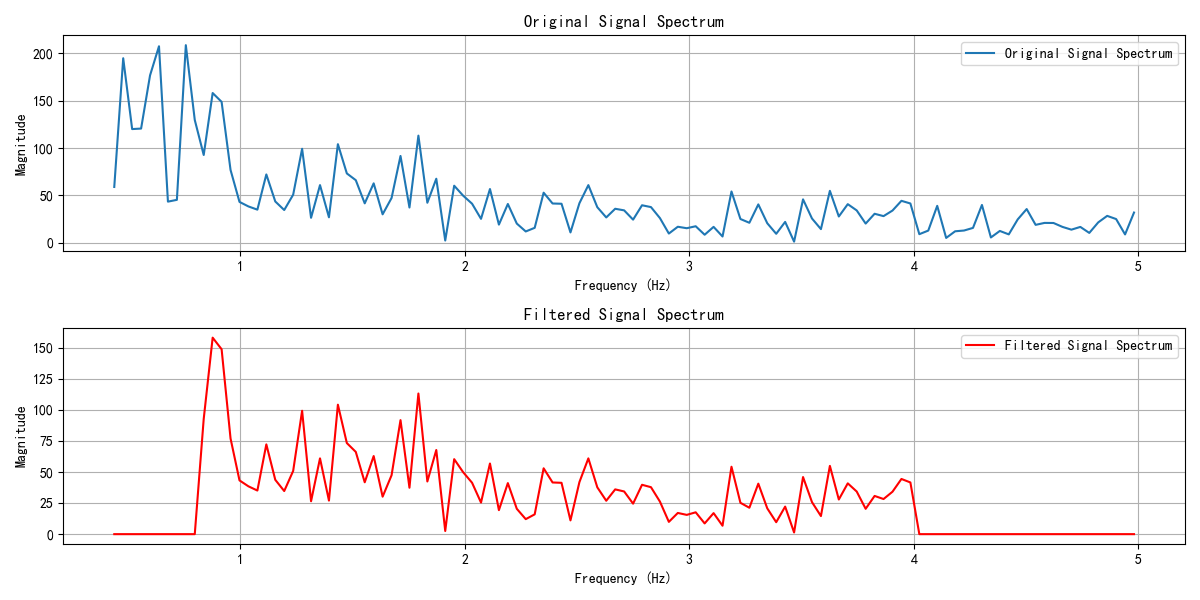 Original Signal Spectrum
Original Signal Spectrum
Magnitude
200
150
100
50
0
1 2 3 4 5
Frequency (Hz)
Filtered Signal Spectrum
Filtered Signal Spectrum
Magnitude
150
125
100
75
50
25
0
1 2 3 4 5
Frequency (Hz)